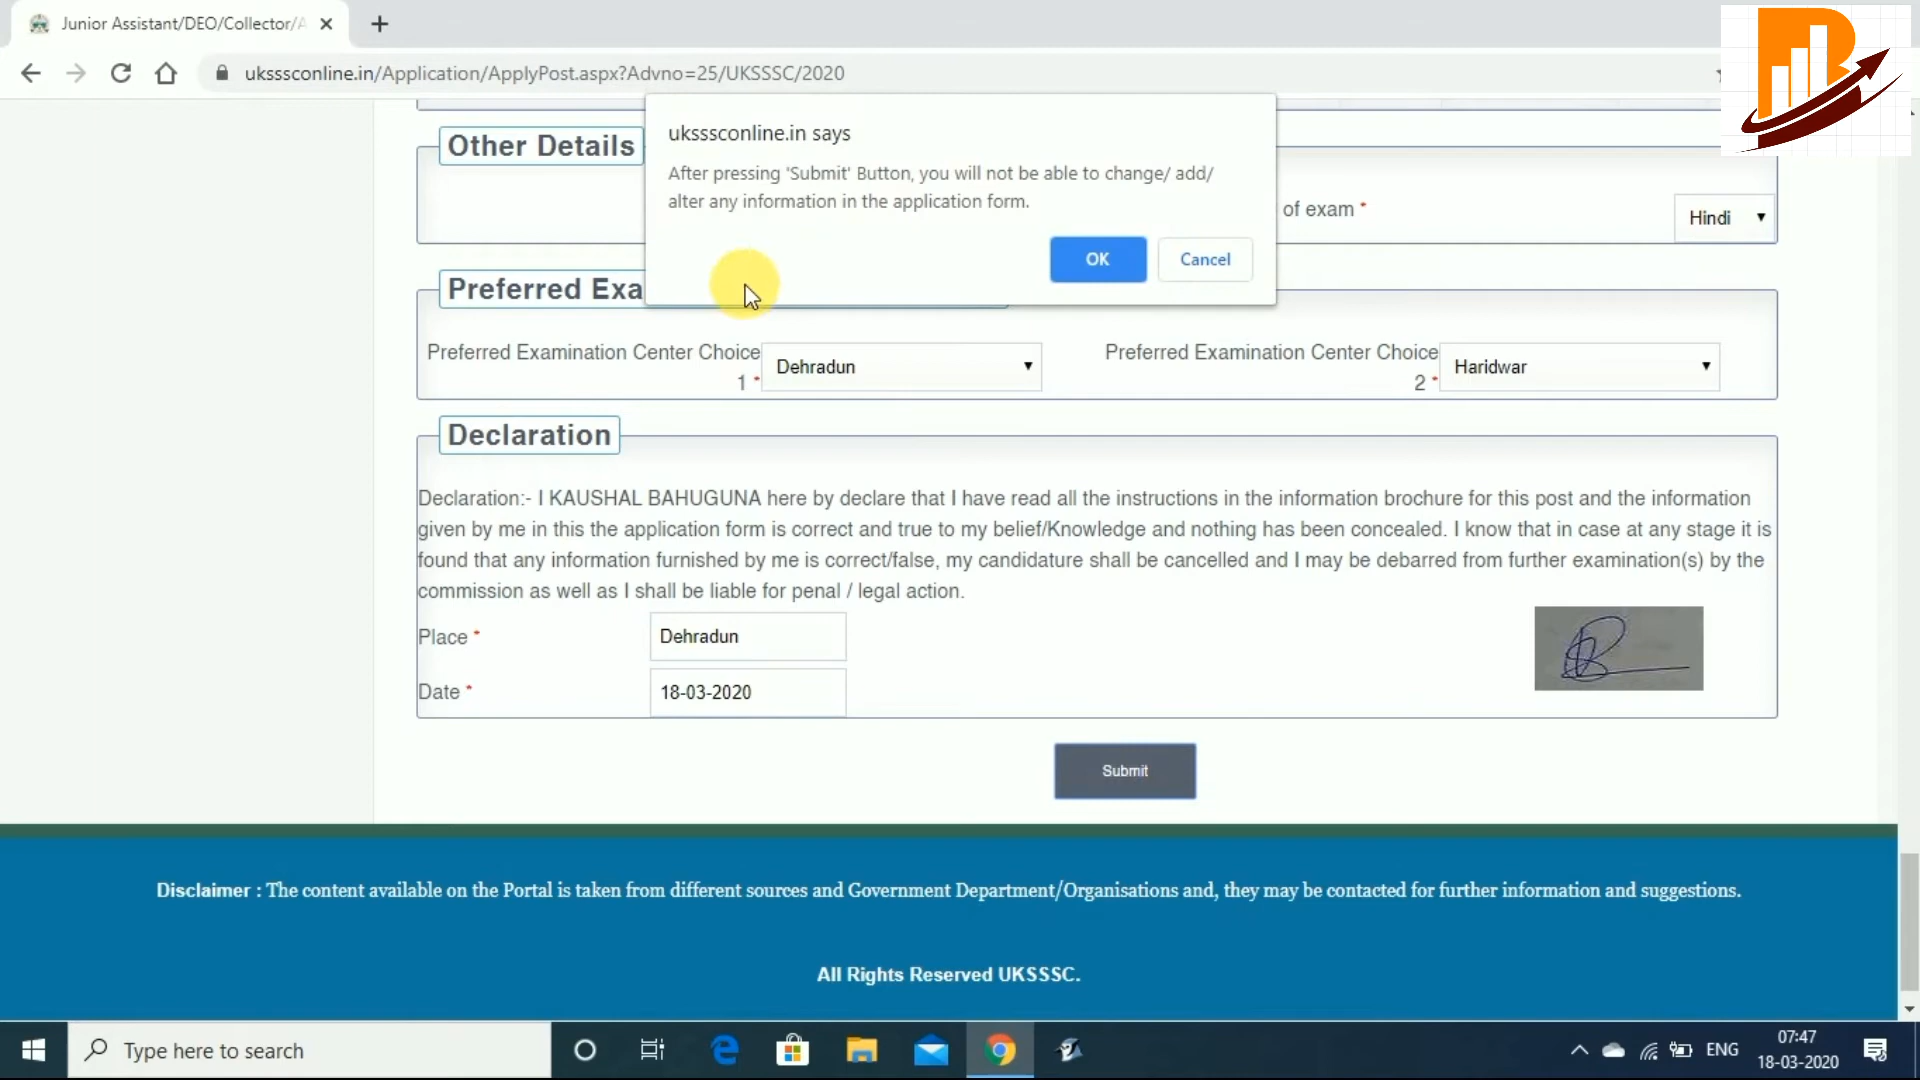 Junior Assistant/DEO/Collector/A
uksssconline.in/Application/ApplyPost.aspx?Advno=25/UKSSSC/2020
uksssconline.in says
After pressing 'Submit' Button, you will not be able to change/ add/
alter any information in the application form.
OK
Cancel
Other Details
of exam *
Hindi
Preferred Exa
Preferred Examination Center Choice
1 *
Dehradun
Preferred Examination Center Choice
2 *
Haridwar
Declaration
Declaration:- I KAUSHAL BAHUGUNA here by declare that I have read all the instructions in the information brochure for this post and the information
given by me in this the application form is correct and true to my belief/Knowledge and nothing has been concealed. I know that in case at any stage it is
found that any information furnished by me is correct/false, my candidature shall be cancelled and I may be debarred from further examination(s) by the
commission as well as I shall be liable for penal / legal action.
Place *
Dehradun
Date *
18-03-2020
Submit
Disclaimer : The content available on the Portal is taken from different sources and Government Department/Organisations and, they may be contacted for further information and suggestions.
All Rights Reserved UKSSSC.
Type here to search
ENG
07:47
18-03-2020